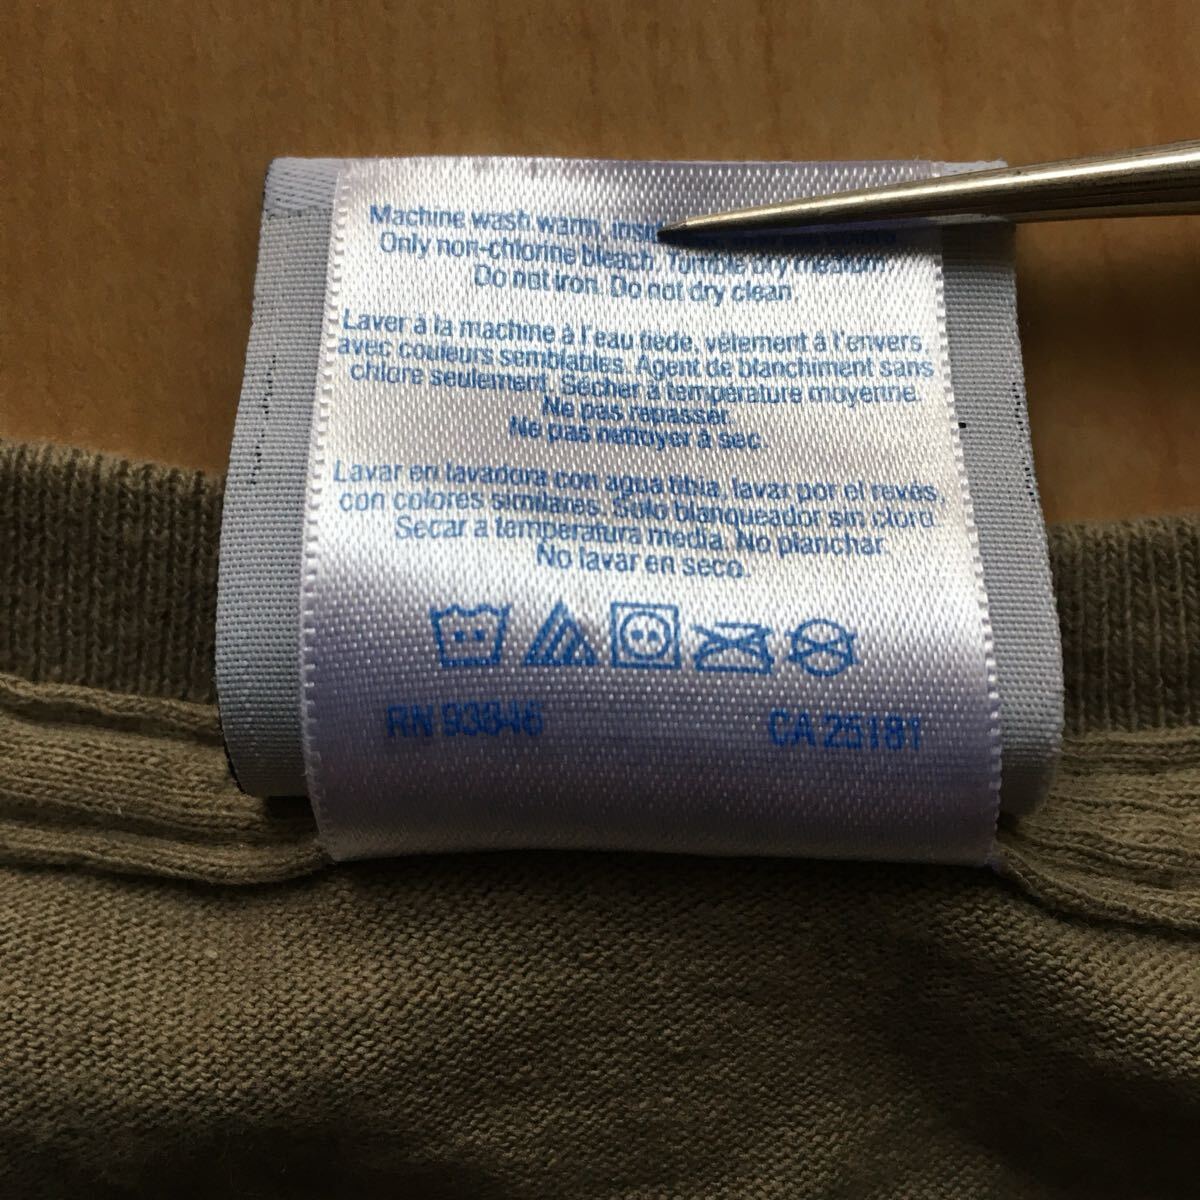 Machine wash warm,
Only non-chlorine bleach. Tumble dry medium
Do not iron. Do not dry clean.
Laver à la machine à l'eau tiede, vêtement à l'envers,
avec couleurs semblables. Agent de blanchiment sans
chlore seulement. Sécher à temperature moyenne.
Ne pas repasser.
Ne pas nettoyer à sec.
Lavar en lavadora con agua tibia, lavar por el revés,
con colores similares. Solo blanqueador sin cloro.
Secar a temperatura media. No planchar.
No lavar en seco.
RN 93846 CA 25181